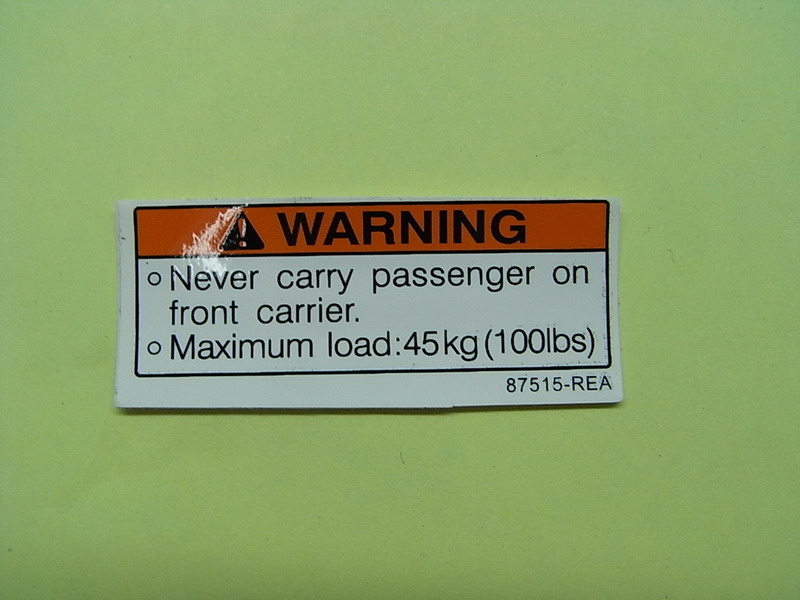 WARNING
○ Never carry passenger on
front carrier.
○ Maximum load:45kg(100lbs)
87515-REA